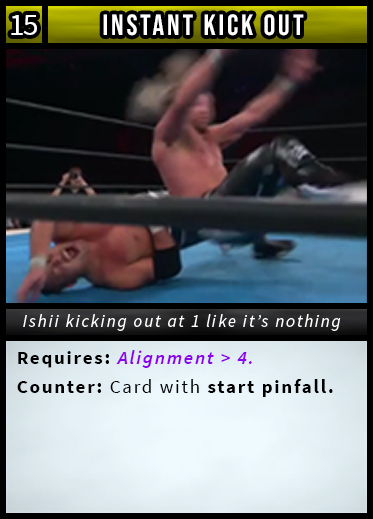 15 INSTANT KICK OUT
Ishii kicking out at 1 like it's nothing
Requires: Alignment > 4.
Counter: Card with start pinfall.